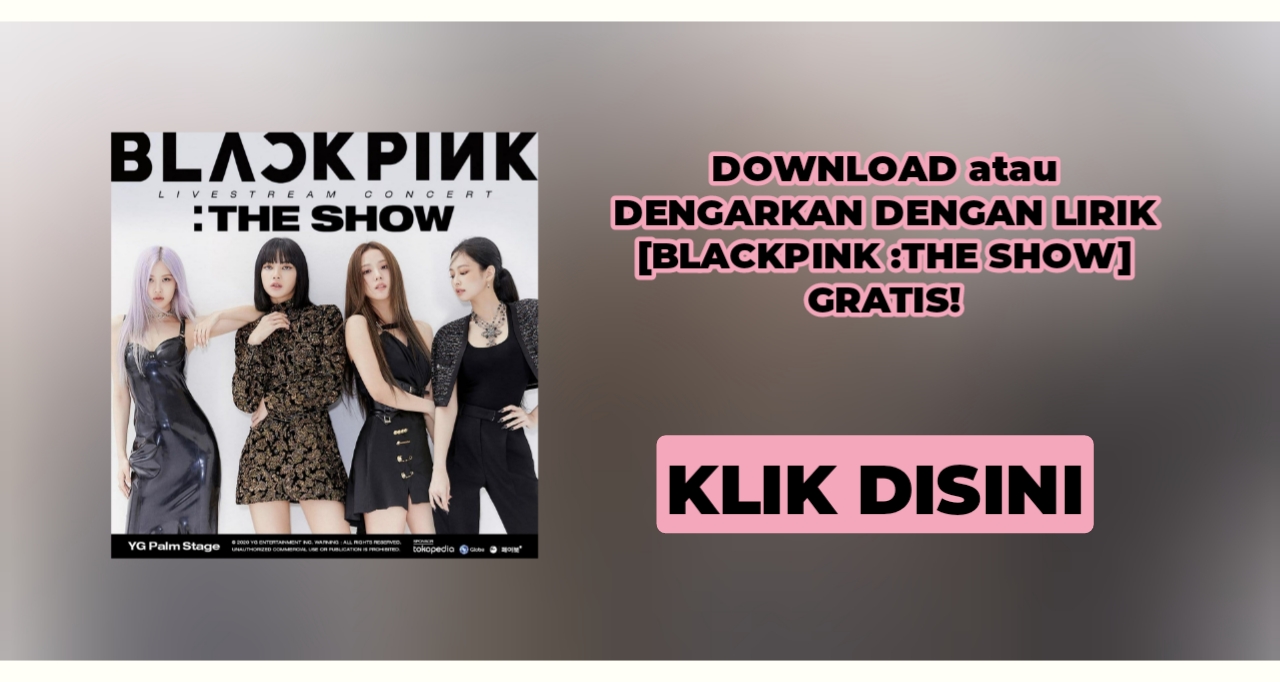 BLACKPINK
LIVESTREAM CONCERT
:THE SHOW
YG Palm Stage
© 2020 YG ENTERTAINMENT INC. WARNING : ALL RIGHTS RESERVED.
UNAUTHORIZED COMMERCIAL USE OR PUBLICATION IS PROHIBITED.
SPONSOR
tokopedia Globe 페이북
DOWNLOAD atau
DENGARKAN DENGAN LIRIK
[BLACKPINK :THE SHOW]
GRATIS!
KLIK DISINI